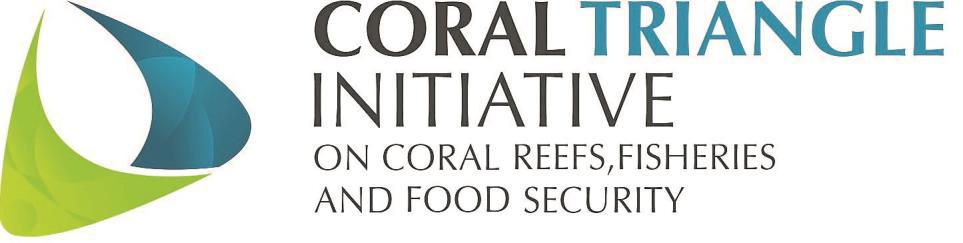 CORAL TRIANGLE
INITIATIVE
ON CORAL REEFS,FISHERIES
AND FOOD SECURITY